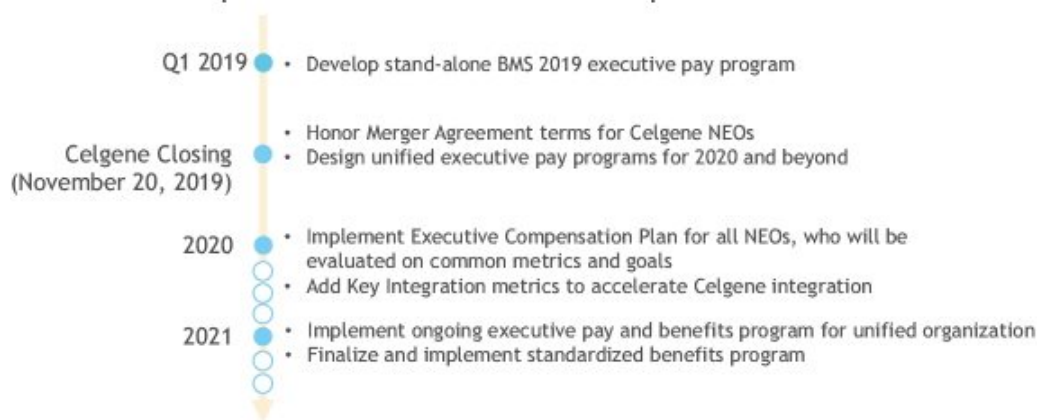 Q1 2019
• Develop stand-alone BMS 2019 executive pay program
• Honor Merger Agreement terms for Celgene NEOs
Celgene Closing
(November 20, 2019)
• Design unified executive pay programs for 2020 and beyond
2020
• Implement Executive Compensation Plan for all NEOs, who will be
evaluated on common metrics and goals
• Add Key Integration metrics to accelerate Celgene integration
2021
• Implement ongoing executive pay and benefits program for unified organization
• Finalize and implement standardized benefits program